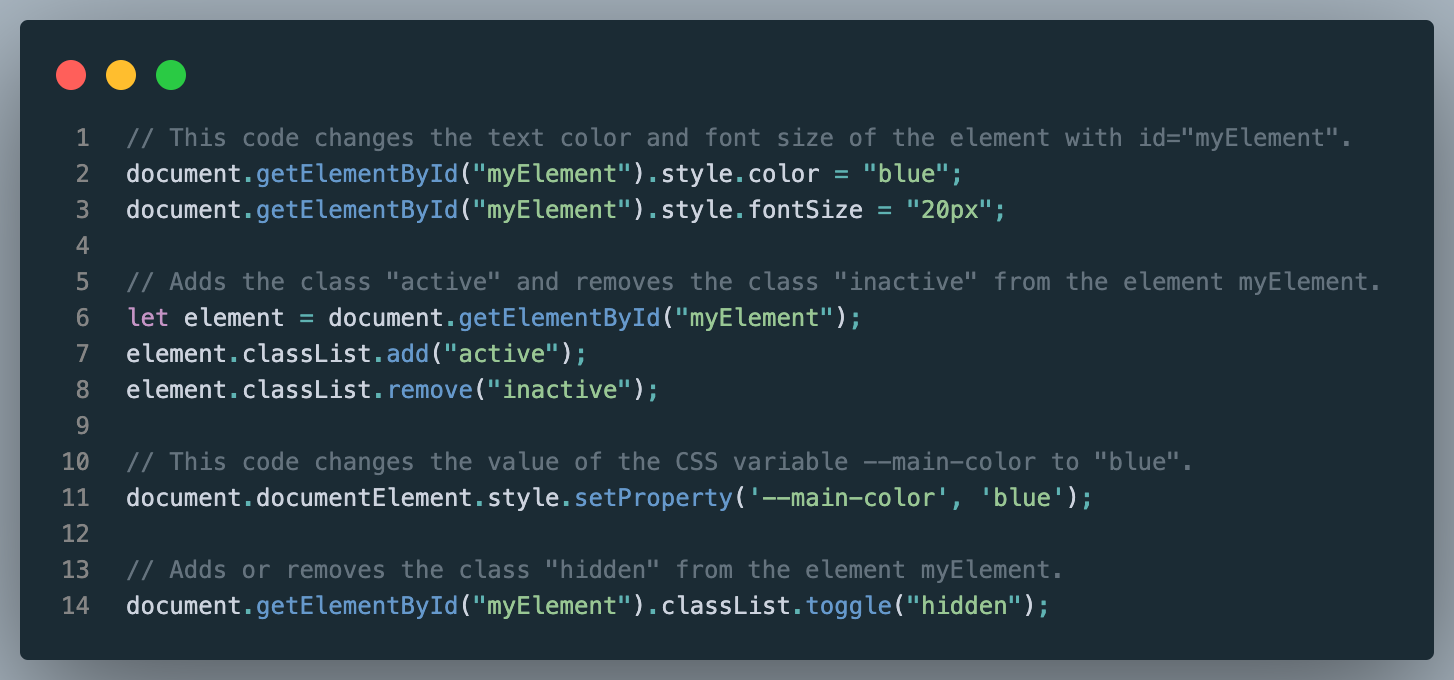 1 // This code changes the text color and font size of the element with id="myElement".
2 document.getElementById("myElement").style.color = "blue";
3 document.getElementById("myElement").style.fontSize = "20px";
4
5 // Adds the class "active" and removes the class "inactive" from the element myElement.
6 let element = document.getElementById("myElement");
7 element.classList.add("active");
8 element.classList.remove("inactive");
9
10 // This code changes the value of the CSS variable --main-color to "blue".
11 document.documentElement.style.setProperty('--main-color', 'blue');
12
13 // Adds or removes the class "hidden" from the element myElement.
14 document.getElementById("myElement").classList.toggle("hidden");